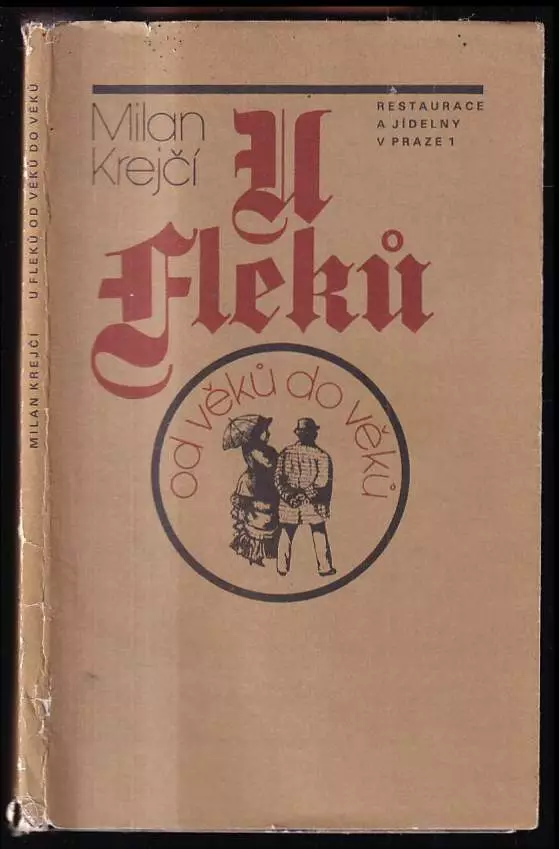 MILAN KREJČÍ U FLEKŮ OD VĚKŮ DO VĚKŮ
Milan
Krejčí
RESTAURACE
A JÍDELNY
V PRAZE 1
U
Fleků
od věků do věků